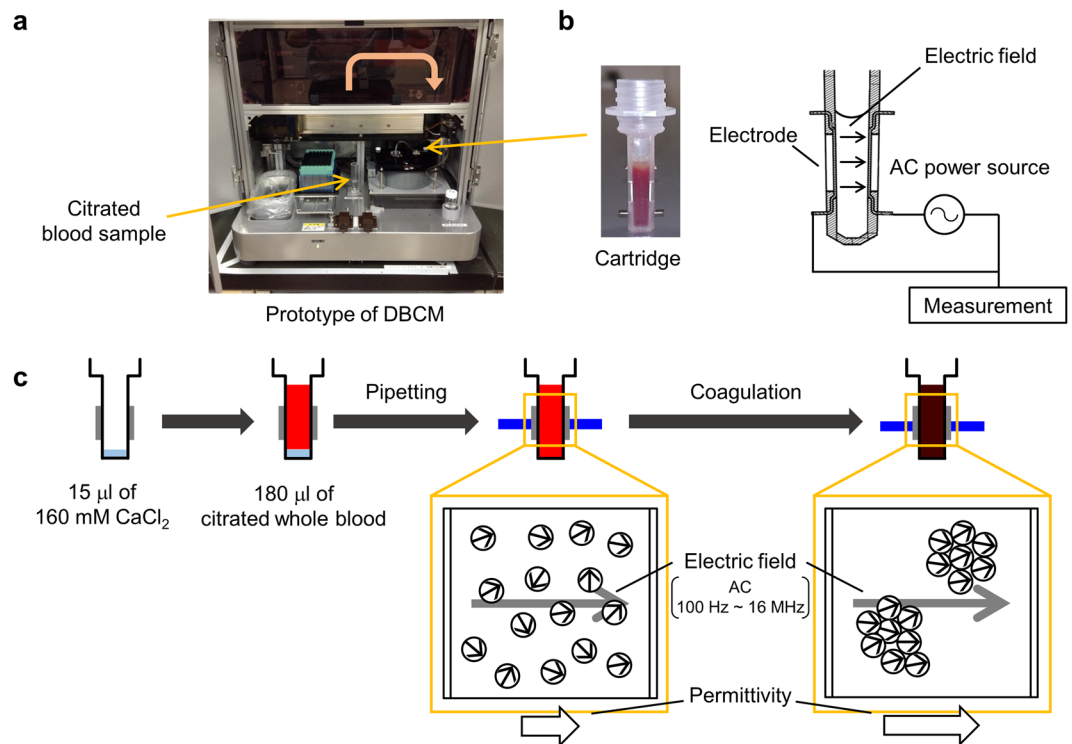 a
Citrated
blood sample
Prototype of DBCM
b
Cartridge
Electric field
Electrode
AC power source
Measurement
c
15 µl of
160 mM CaCl₂
180 µl of
citrated whole blood
Pipetting
Coagulation
Electric field
AC
100 Hz ~ 16 MHz
Permittivity